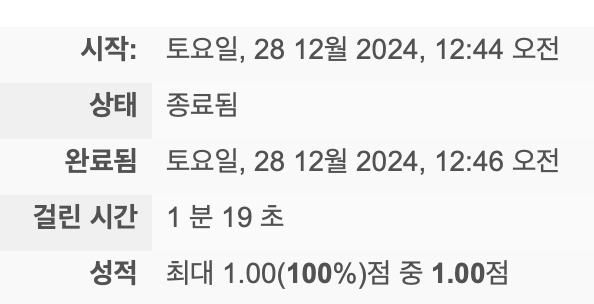 시작: 토요일, 28 12월 2024, 12:44 오전
상태 종료됨
완료됨 토요일, 28 12월 2024, 12:46 오전
걸린 시간 1 분 19 초
성적 최대 1.00(100%)점 중 1.00점